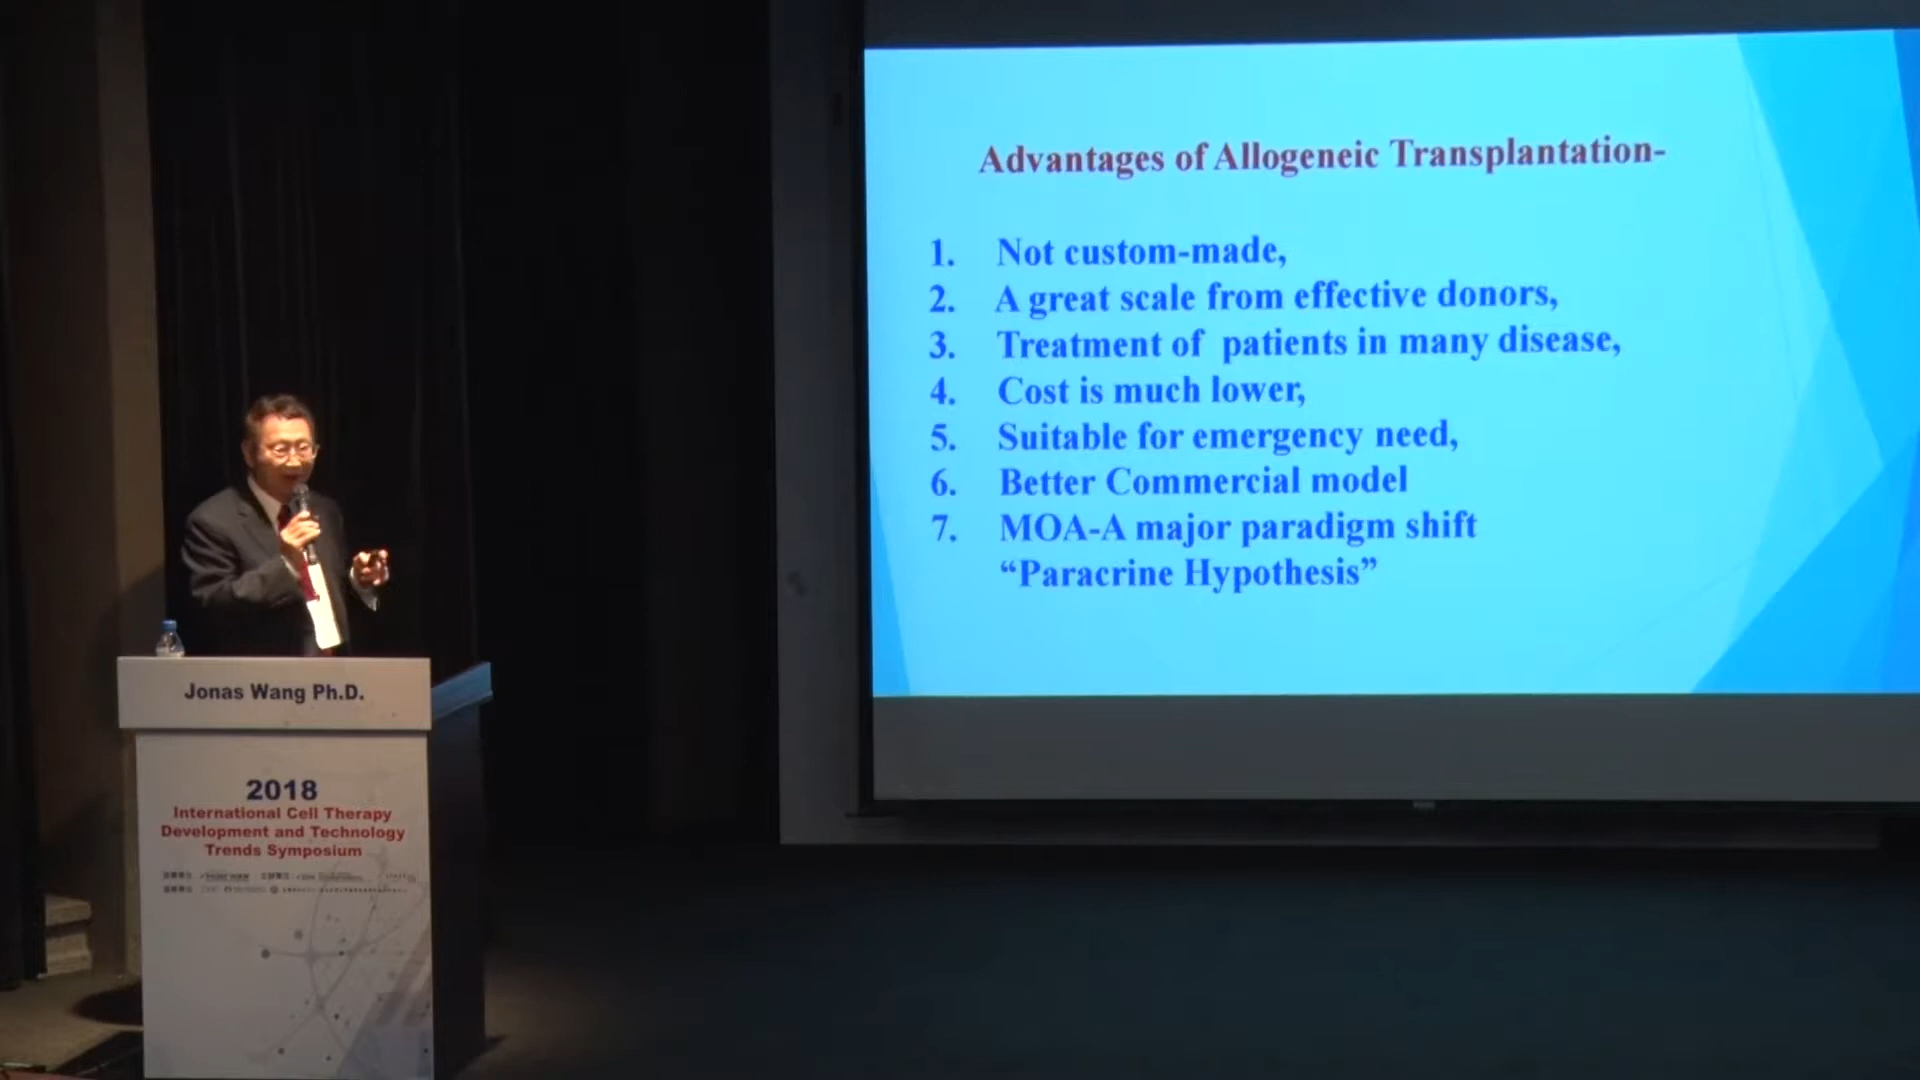 Advantages of Allogeneic Transplantation-
1. Not custom-made,
2. A great scale from effective donors,
3. Treatment of patients in many disease,
4. Cost is much lower,
5. Suitable for emergency need,
6. Better Commercial model
7. MOA-A major paradigm shift
“Paracrine Hypothesis”
Jonas Wang Ph.D.
2018
International Cell Therapy
Development and Technology
Trends Symposium